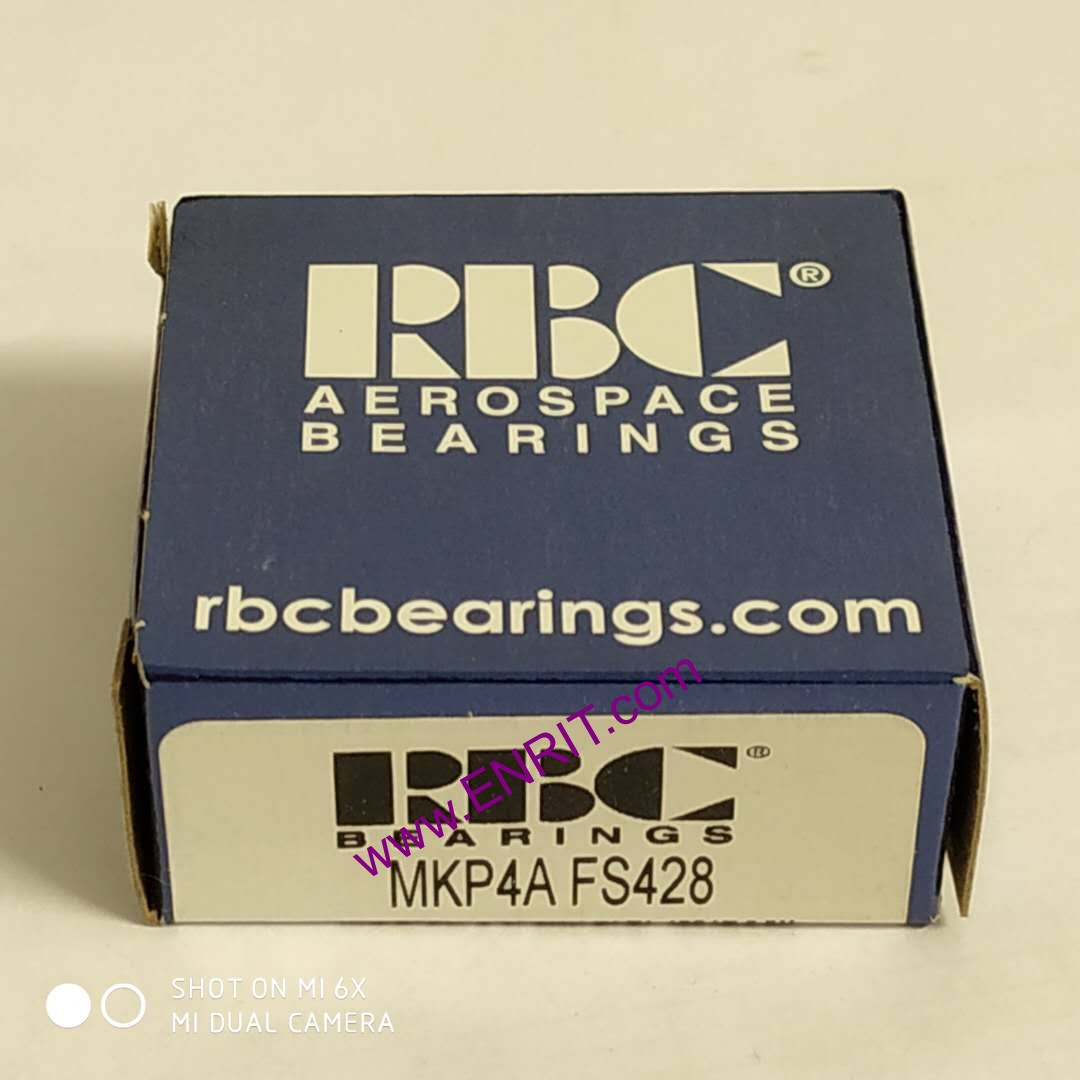 RBC®
AEROSPACE
BEARINGS
rbcbearings.com
RBC®
BEARINGS
www.ENRIT.com
MKP4A FS428
SHOT ON MI 6X
MI DUAL CAMERA